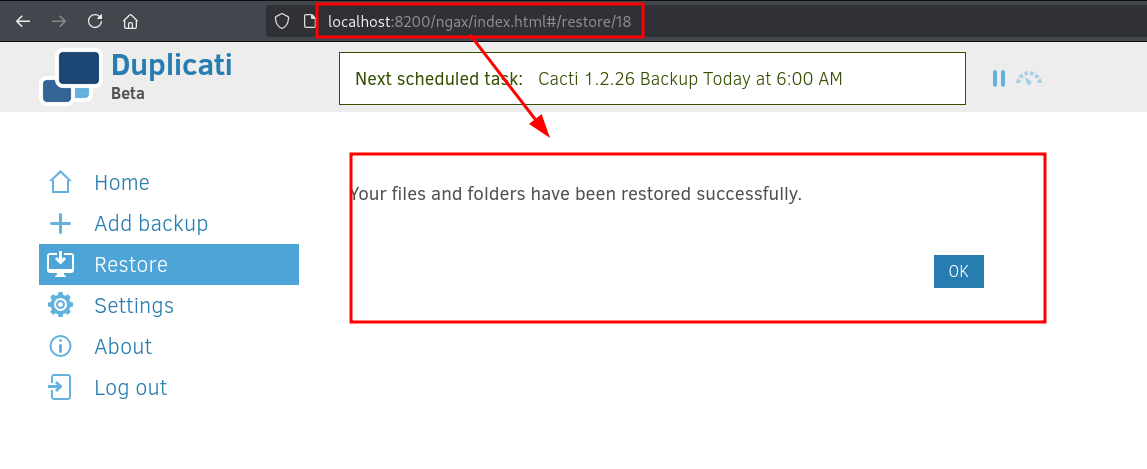 localhost:8200/ngax/index.html#/restore/18
Duplicati
Beta
Next scheduled task: Cacti 1.2.26 Backup Today at 6:00 AM
Home
Add backup
Restore
Settings
About
Log out
Your files and folders have been restored successfully.
OK